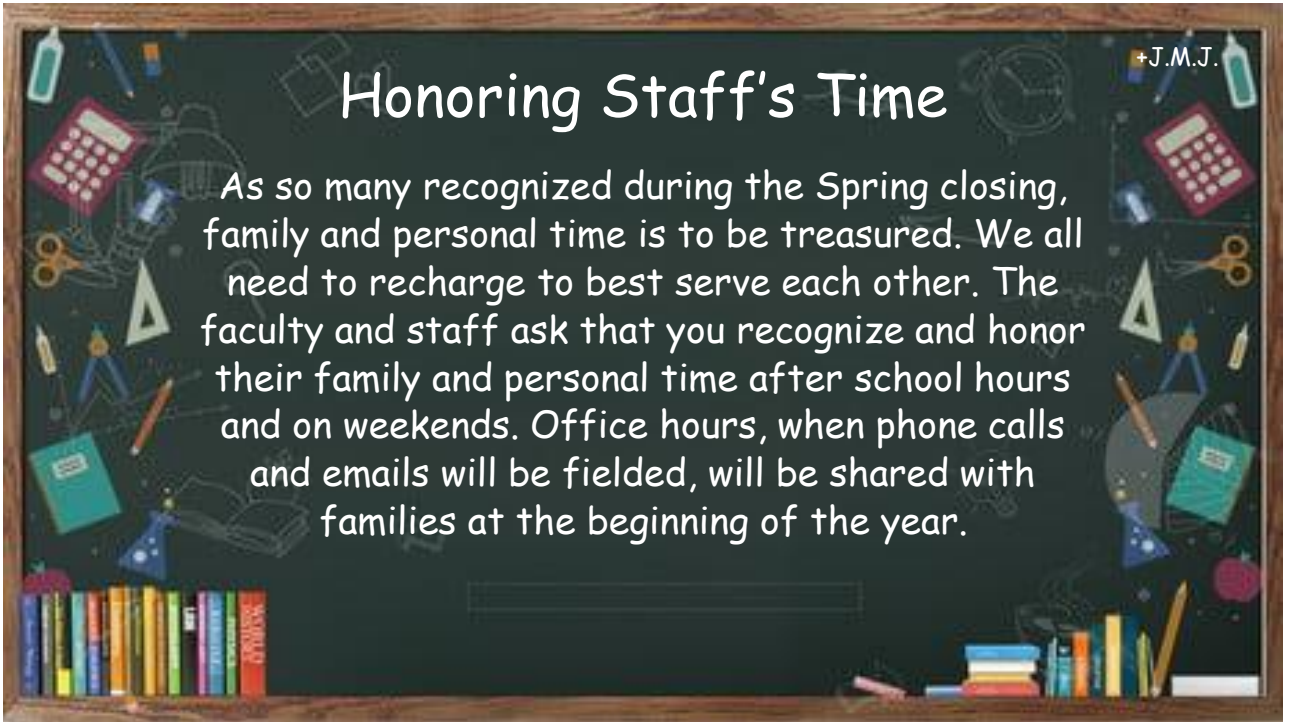 +J.M.J.
Honoring Staff's Time
As so many recognized during the Spring closing,
family and personal time is to be treasured. We all
need to recharge to best serve each other. The
faculty and staff ask that you recognize and honor
their family and personal time after school hours
and on weekends. Office hours, when phone calls
and emails will be fielded, will be shared with
families at the beginning of the year.